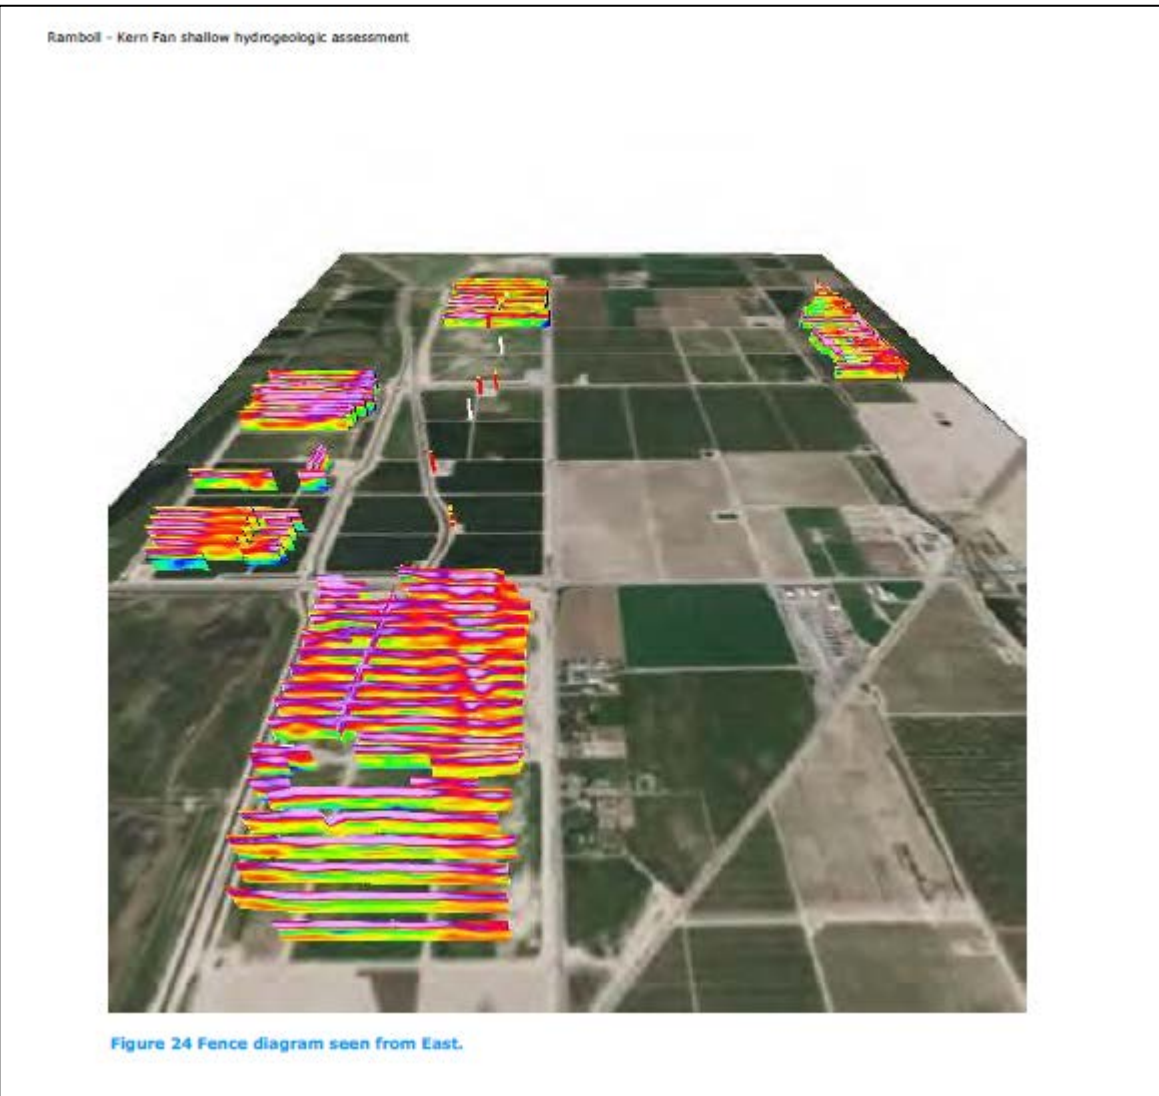 Ramboll - Kern Fan shallow hydrogeologic assessment
Figure 24 Fence diagram seen from East.